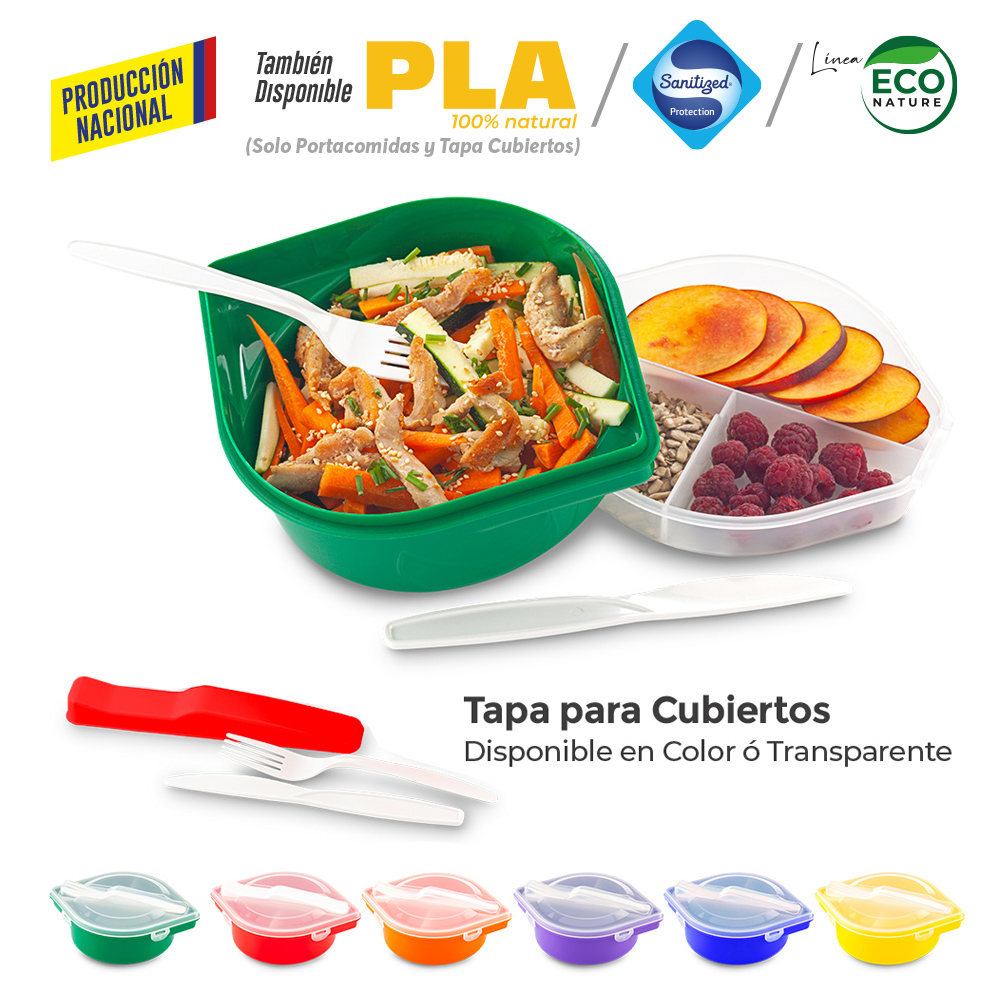 PRODUCCIÓN
NACIONAL
También
Disponible
PLA
100% natural
(Solo Portacomidas y Tapa Cubiertos)
Sanitized®
Protection
Línea
ECO
NATURE
Tapa para Cubiertos
Disponible en Color ó Transparente